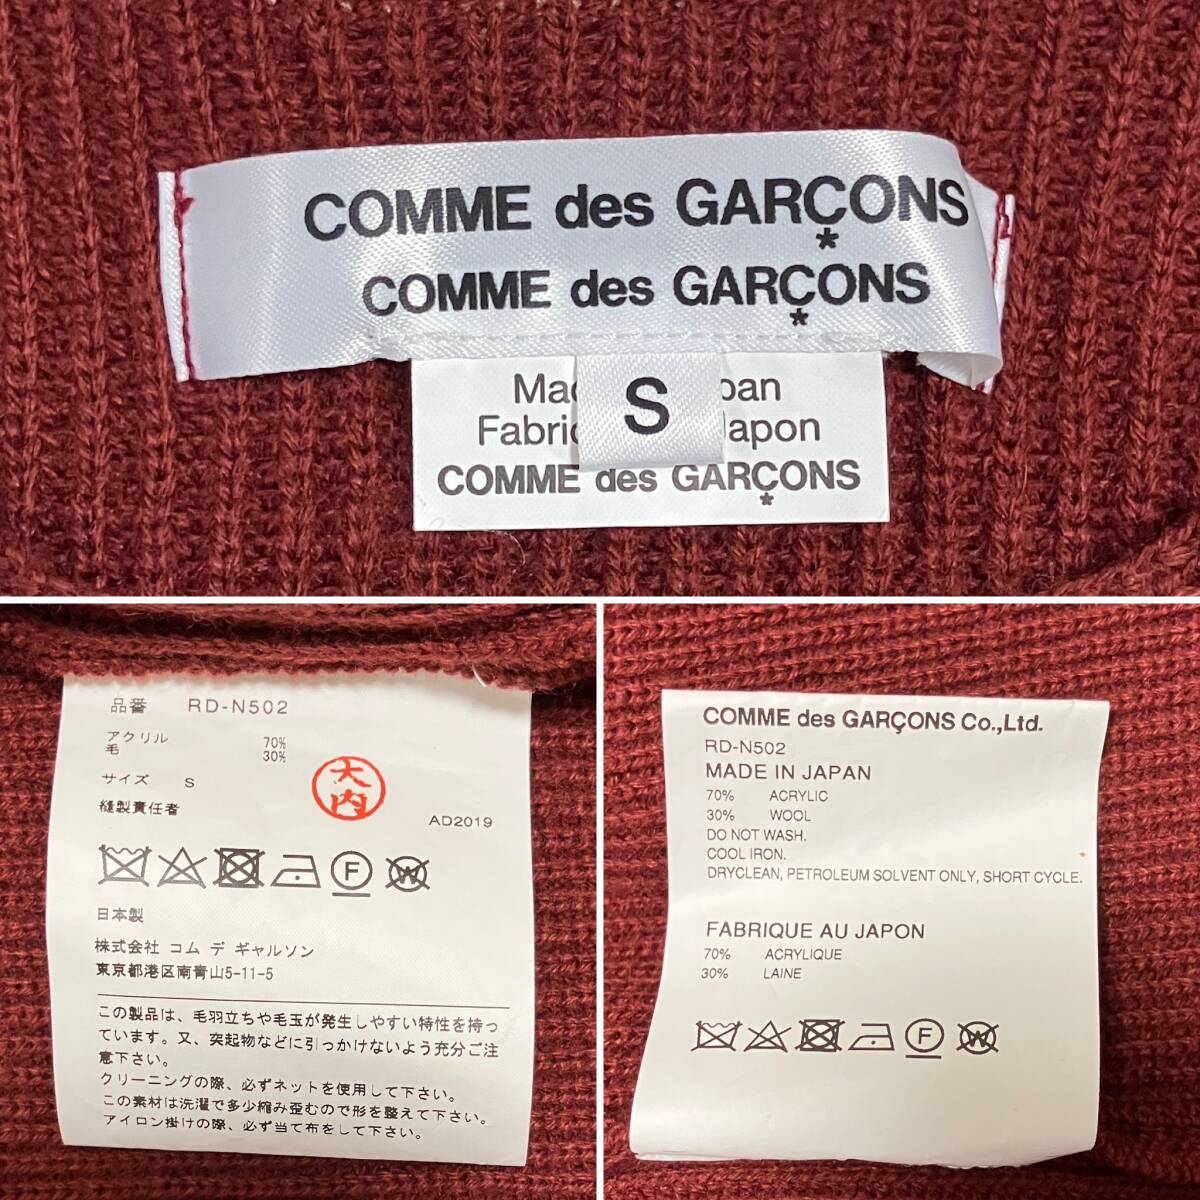 COMME des GARÇONS
*
COMME des GARÇONS
*
S
Mad pan
Fabric Japon
COMME des GARÇONS
*
品番 RD-N502
アクリル 70%
毛 30%
サイズ S
縫製責任者
大内
AD2019
F W
日本製
株式会社 コム デ ギャルソン
東京都港区南青山5-11-5
この製品は、毛羽立ちや毛玉が発生しやすい特性を持っ
ています。又、突起物などに引っかけないよう充分ご注
意下さい。
クリーニングの際、必ずネットを使用して下さい。
この素材は洗濯で多少縮み歪むので形を整えて下さい。
アイロン掛けの際、必ず当て布をして下さい。
COMME des GARÇONS Co.,Ltd.
RD-N502
MADE IN JAPAN
70% ACRYLIC
30% WOOL
DO NOT WASH.
COOL IRON.
DRYCLEAN, PETROLEUM SOLVENT ONLY, SHORT CYCLE.
FABRIQUE AU JAPON
70% ACRYLIQUE
30% LAINE
F W